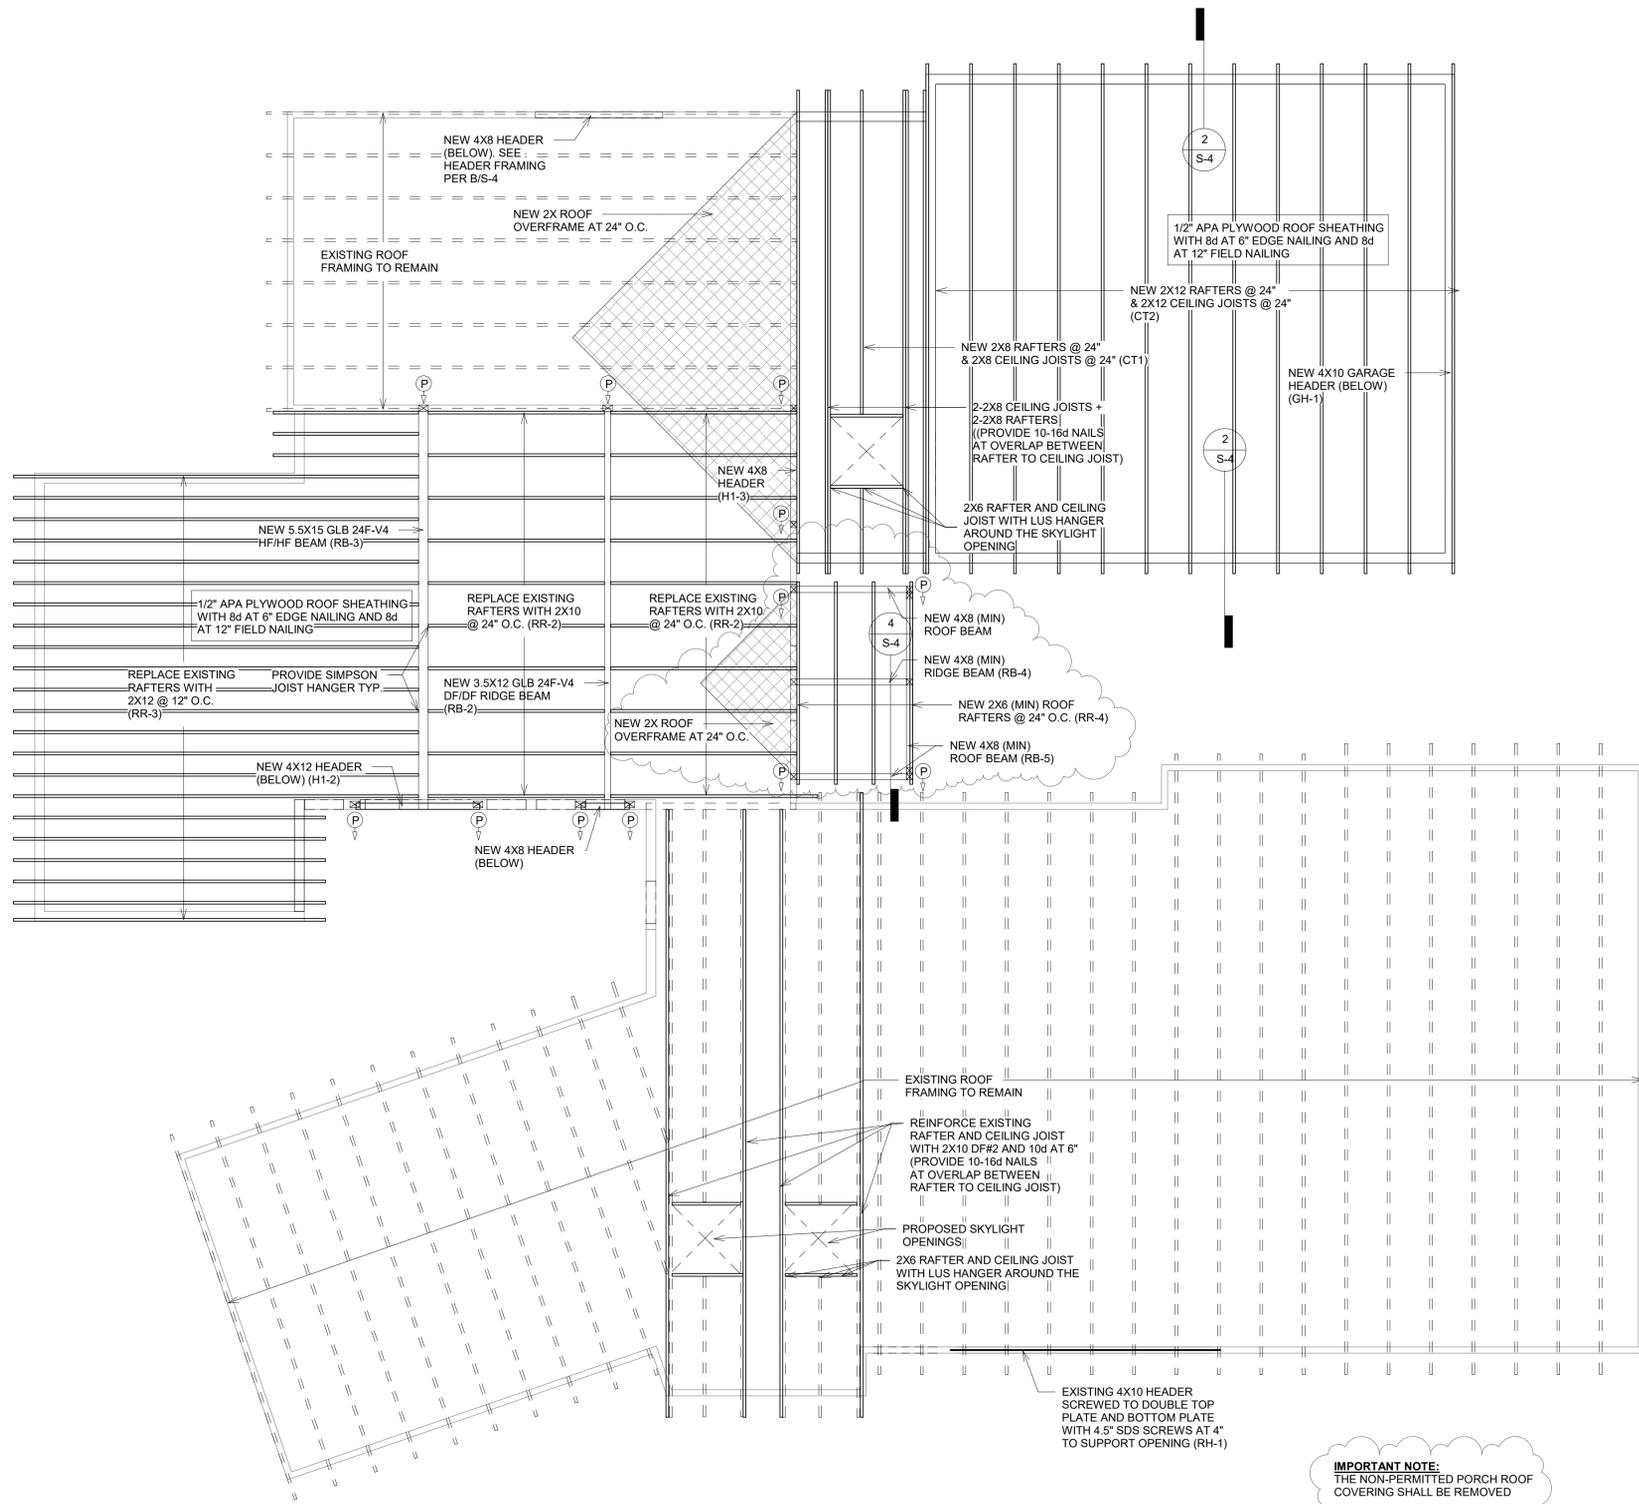 2
S-4
NEW 4X8 HEADER
(BELOW). SEE
HEADER FRAMING
PER B/S-4
NEW 2X ROOF
OVERFRAME AT 24" O.C.
EXISTING ROOF
FRAMING TO REMAIN
1/2" APA PLYWOOD ROOF SHEATHING
WITH 8d AT 6" EDGE NAILING AND 8d
AT 12" FIELD NAILING
NEW 2X12 RAFTERS @ 24"
& 2X12 CEILING JOISTS @ 24"
(CT2)
NEW 2X8 RAFTERS @ 24"
& 2X8 CEILING JOISTS @ 24" (CT1)
NEW 4X10 GARAGE
HEADER (BELOW)
(GH-1)
P
P
P
2-2X8 CEILING JOISTS +
2-2X8 RAFTERS
((PROVIDE 10-16d NAILS
AT OVERLAP BETWEEN
RAFTER TO CEILING JOIST)
2
S-4
NEW 4X8
HEADER
(H1-3)
P
2X6 RAFTER AND CEILING
JOIST WITH LUS HANGER
AROUND THE SKYLIGHT
OPENING
NEW 5.5X15 GLB 24F-V4
HF/HF BEAM (RB-3)
1/2" APA PLYWOOD ROOF SHEATHING
WITH 8d AT 6" EDGE NAILING AND 8d
AT 12" FIELD NAILING
REPLACE EXISTING
RAFTERS WITH 2X10
@ 24" O.C. (RR-2)
REPLACE EXISTING
RAFTERS WITH 2X10
@ 24" O.C. (RR-2)
P
P
4
S-4
NEW 4X8 (MIN)
ROOF BEAM
NEW 4X8 (MIN)
RIDGE BEAM (RB-4)
REPLACE EXISTING
RAFTERS WITH
2X12 @ 12" O.C.
(RR-3)
PROVIDE SIMPSON
JOIST HANGER TYP.
NEW 3.5X12 GLB 24F-V4
DF/DF RIDGE BEAM
(RB-2)
NEW 2X6 (MIN) ROOF
RAFTERS @ 24" O.C. (RR-4)
NEW 2X ROOF
OVERFRAME AT 24" O.C.
NEW 4X8 (MIN)
ROOF BEAM (RB-5)
NEW 4X12 HEADER
(BELOW) (H1-2)
P
P
P
P
P
P
NEW 4X8 HEADER
(BELOW)
EXISTING ROOF
FRAMING TO REMAIN
REINFORCE EXISTING
RAFTER AND CEILING JOIST
WITH 2X10 DF#2 AND 10d AT 6"
(PROVIDE 10-16d NAILS
AT OVERLAP BETWEEN
RAFTER TO CEILING JOIST)
PROPOSED SKYLIGHT
OPENINGS
2X6 RAFTER AND CEILING JOIST
WITH LUS HANGER AROUND THE
SKYLIGHT OPENING
EXISTING 4X10 HEADER
SCREWED TO DOUBLE TOP
PLATE AND BOTTOM PLATE
WITH 4.5" SDS SCREWS AT 4"
TO SUPPORT OPENING (RH-1)
IMPORTANT NOTE:
THE NON-PERMITTED PORCH ROOF
COVERING SHALL BE REMOVED